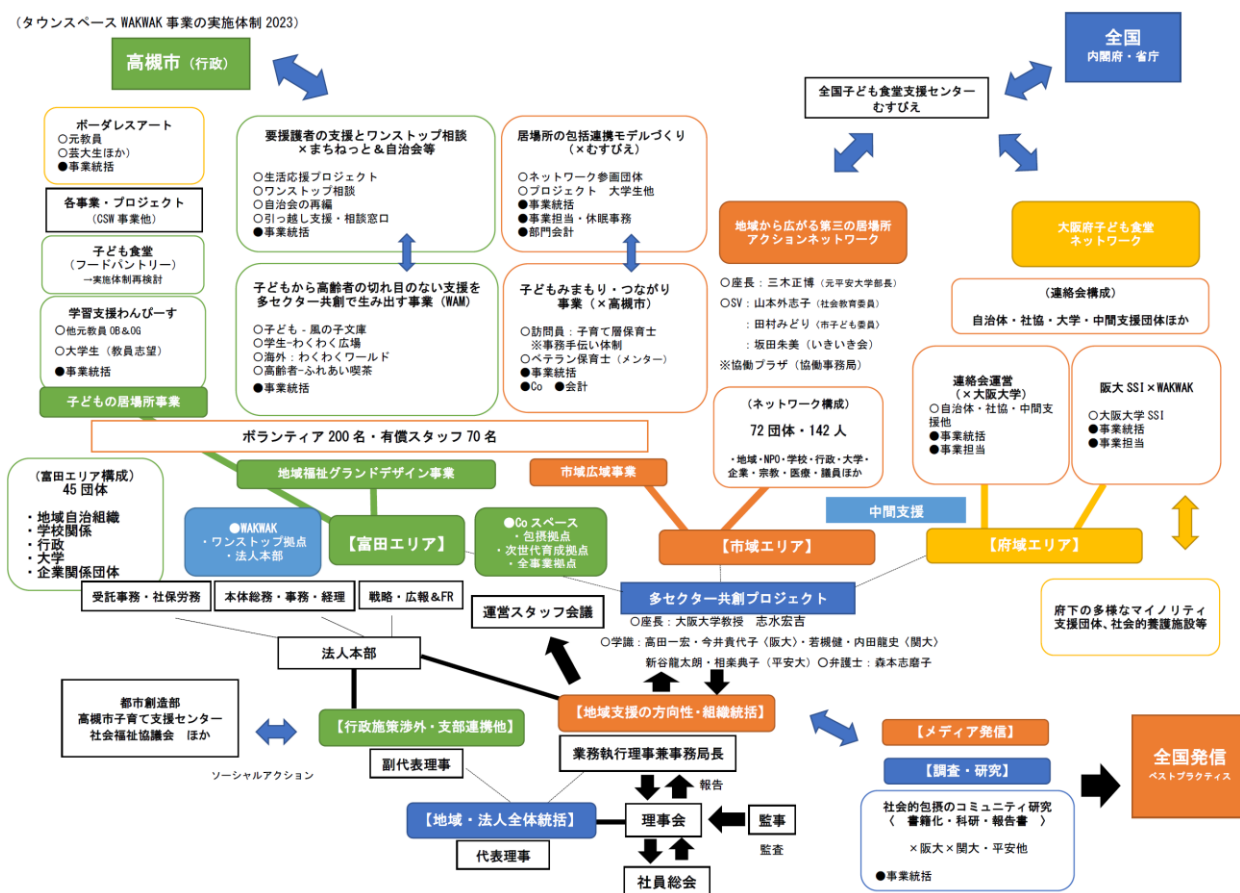 （タウンスペース WAKWAK 事業の実施体制 2023）
高槻市（行政）
全国
内閣府・省庁
全国子ども食堂支援センター
むすびえ
ボーダレスアート
○元教員
○芸大生ほか
●事業統括
各事業・プロジェクト
（CSW 事業他）
子ども食堂
（フードパントリー）
→実施体制再検討
学習支援わんぴーす
○他元教員 OB＆OG
○大学生（教員志望）
●事業統括
子どもの居場所事業
要援護者の支援とワンストップ相談
×まちねっと＆自治会等
○生活応援プロジェクト
○ワンストップ相談
○自治会の再編
○引っ越し支援・相談窓口
●事業統括
居場所の包括連携モデルづくり
（×むすびえ）
○ネットワーク参画団体
○プロジェクト　大学生他
●事業統括
●事業担当・休眠事務
●部門会計
子どもから高齢者の切れ目のない支援を
多セクター共創で生み出す事業（WAM）
○子ども - 風の子文庫
○学生-わくわく広場
○海外：わくわくワールド
○高齢者-ふれあい喫茶
●事業統括
子どもみまもり・つながり
事業（×高槻市）
○訪問員：子育て層保育士
※事務手伝い体制
○ベテラン保育士（メンター）
●事業統括
●Co　●会計
地域から広がる第三の居場所
アクションネットワーク
○座長：三木正博（元平安大学部長）
○SV：山本外志子（社会教育委員）
：田村みどり（市子ども委員）
：坂田朱美（いきいき会）
※協働プラザ（協働事務局）
（ネットワーク構成）
72 団体・142 人
・地域・NPO・学校・行政・大学・
企業・宗教・医療・議員ほか
大阪府子ども食堂
ネットワーク
（連絡会構成）
自治体・社協・大学・中間支援団体ほか
連絡会運営
（×大阪大学）
○自治体・社協・中間支
援他
●事業統括
●事業担当
阪大 SSI×WAKWAK
○大阪大学 SSI
●事業統括
●事業担当
ボランティア 200 名・有償スタッフ 70 名
地域福祉グランドデザイン事業
市域広域事業
中間支援
（富田エリア構成）
45 団体
・地域自治組織
・学校関係
・行政
・大学
・企業関係団体
●WAKWAK
・ワンストップ拠点
・法人本部
【富田エリア】
●Co スペース
・包摂拠点
・次世代育成拠点
・全事業拠点
【市域エリア】
【府域エリア】
受託事務・社保労務
本体総務・事務・経理
戦略・広報＆FR
運営スタッフ会議
多セクター共創プロジェクト
○座長：大阪大学教授　志水宏吉
○学識：高田一宏・今井貴代子〈阪大〉・若槻健・内田龍史〈関大〉
新谷龍太朗・相楽典子（平安大）○弁護士：森本志磨子
府下の多様なマイノリティ
支援団体、社会的養護施設等
法人本部
都市創造部
高槻市子育て支援センター
社会福祉協議会　ほか
ソーシャルアクション
【行政施策渉外・支部連携他】
副代表理事
【地域支援の方向性・組織統括】
業務執行理事兼事務局長
報告
【地域・法人全体統括】
代表理事
理事会
監事
監査
社員総会
【メディア発信】
【調査・研究】
社会的包摂のコミュニティ研究
〈　書籍化・科研・報告書　〉
×阪大×関大・平安他
●事業統括
全国発信
ベストプラクティス